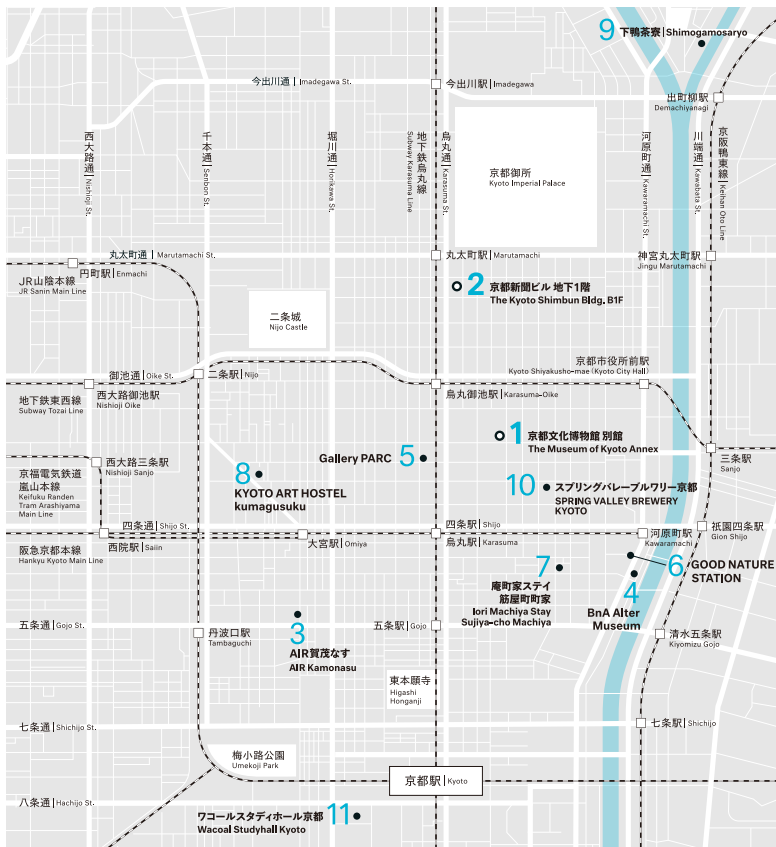 9 下鴨茶寮 | Shimogamosaryo
今出川通 | Imadegawa St.
今出川駅 | Imadegawa
出町柳駅
Demachiyanagi
西大路通 | Nishioji St.
千本通 | Senbon St.
堀川通 | Horikawa St.
地下鉄烏丸線
Subway Karasuma Line
烏丸通 | Karasuma St.
河原町通 | Kawaramachi St.
川端通 | Kawabata St.
京阪鴨東線 | Keihan Oto Line
京都御所
Kyoto Imperial Palace
丸太町通 | Marutamachi St.
丸太町駅 | Marutamachi
神宮丸太町駅
Jingu Marutamachi
円町駅 | Enmachi
JR山陰本線
JR Sanin Main Line
2 京都新聞ビル 地下1階
The Kyoto Shimbun Bldg. B1F
二条城
Nijo Castle
京都市役所前駅
Kyoto Shiyakusho-mae (Kyoto City Hall)
御池通 | Oike St.
二条駅 | Nijo
烏丸御池駅 | Karasuma-Oike
地下鉄東西線
Subway Tozai Line
西大路御池駅
Nishioji Oike
1 京都文化博物館 別館
The Museum of Kyoto Annex
三条駅
Sanjo
西大路三条駅
Nishioji Sanjo
京福電気鉄道
嵐山本線
Keifuku Randen
Tram Arashiyama
Main Line
Gallery PARC 5
8
KYOTO ART HOSTEL
kumagusuku
10 スプリングバレーブルワリー京都
SPRING VALLEY BREWERY
KYOTO
四条通 | Shijo St.
四条駅 | Shijo
祇園四条駅
Gion Shijo
阪急京都本線
Hankyu Kyoto Main Line
西院駅 | Saiin
大宮駅 | Omiya
烏丸駅 | Karasuma
河原町駅
Kawaramachi
6 GOOD NATURE
STATION
7
庵町家ステイ
筋屋町町家
Iori Machiya Stay
Sujiya-cho Machiya
4
BnA Alter
Museum
五条通 | Gojo St.
丹波口駅
Tambaguchi
3
AIR賀茂なす
AIR Kamonasu
五条駅 | Gojo
清水五条駅
Kiyomizu Gojo
東本願寺
Higashi
Honganji
七条通 | Shichijo St.
七条駅 | Shichijo
梅小路公園
Umekoji Park
京都駅 | Kyoto
八条通 | Hachijo St.
ワコールスタディホール京都 11
Wacoal Studyhall Kyoto